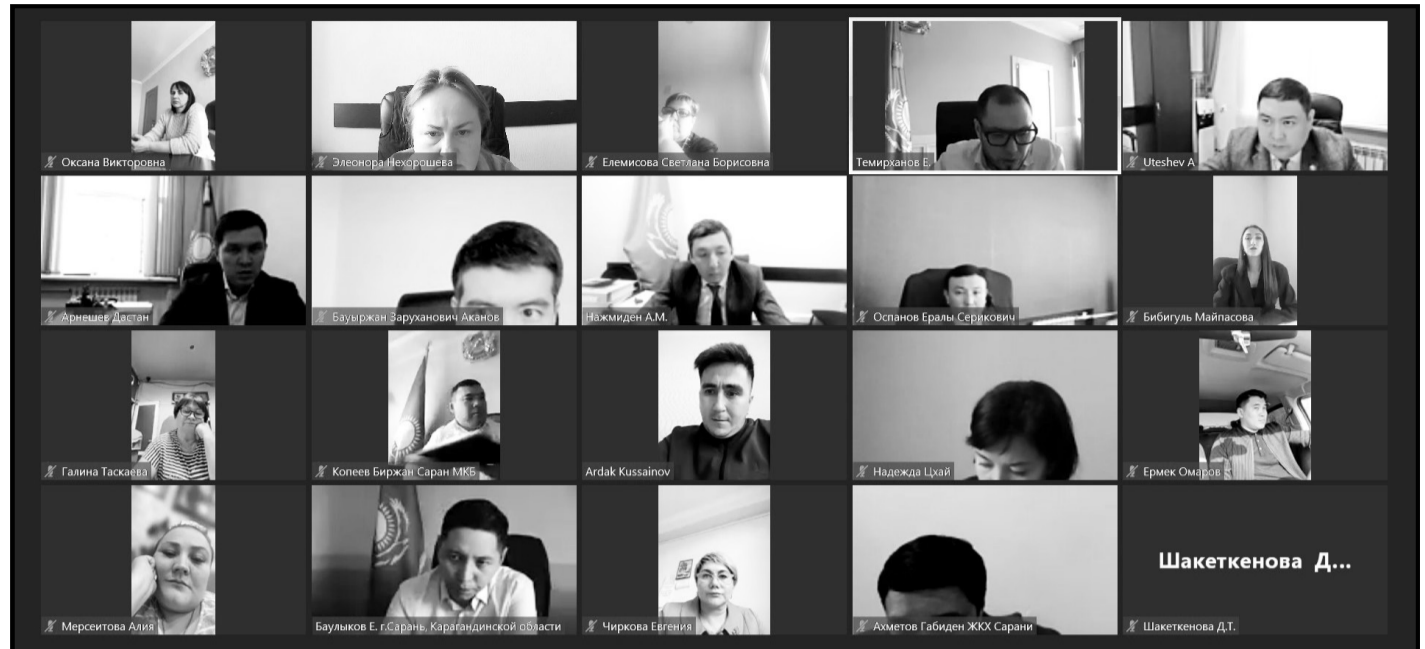 Оксана Викторовна
Элеонора Нехорошева
Елемисова Светлана Борисовна
Темирханов Е.
Uteshev A
Арнешев Дастан
Бауыржан Заруханович Аканов
Нажмиден А.М.
Оспанов Ералы Серикович
Бибигуль Майпасова
Галина Таскаева
Копеев Биржан Саран МКБ
Ardak Kussainov
Надежда Цхай
Ермек Омаров
Мерсеитова Алия
Баулыков Е. г.Сарань, Карагандинской области
Чиркова Евгения
Ахметов Габиден ЖКХ Сарани
Шакеткенова Д...
Шакеткенова Д.Т.